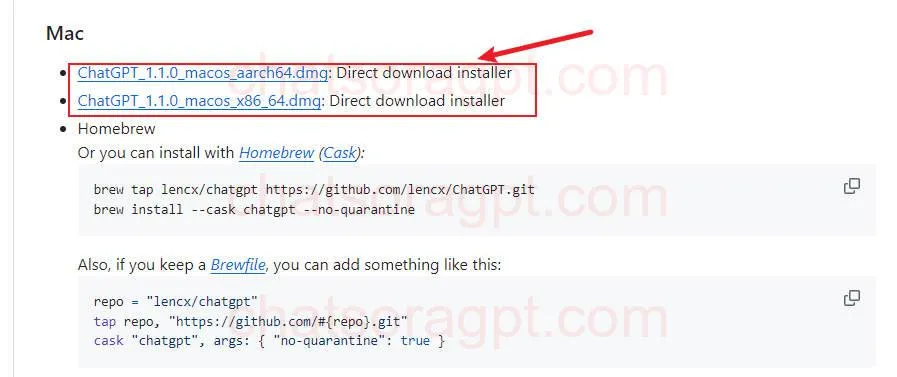 Mac
• ChatGPT_1.1.0_macos_aarch64.dmg: Direct download installer
• ChatGPT_1.1.0_macos_x86_64.dmg: Direct download installer
• Homebrew
Or you can install with Homebrew (Cask):
brew tap lencx/chatgpt https://github.com/lencx/ChatGPT.git
brew install --cask chatgpt --no-quarantine
Also, if you keep a Brewfile, you can add something like this:
repo = "lencx/chatgpt"
tap repo, "https://github.com/#{repo}.git"
cask "chatgpt", args: { "no-quarantine": true }
chatsoragpt.com
chatsoragpt.com
chatsoragpt.com